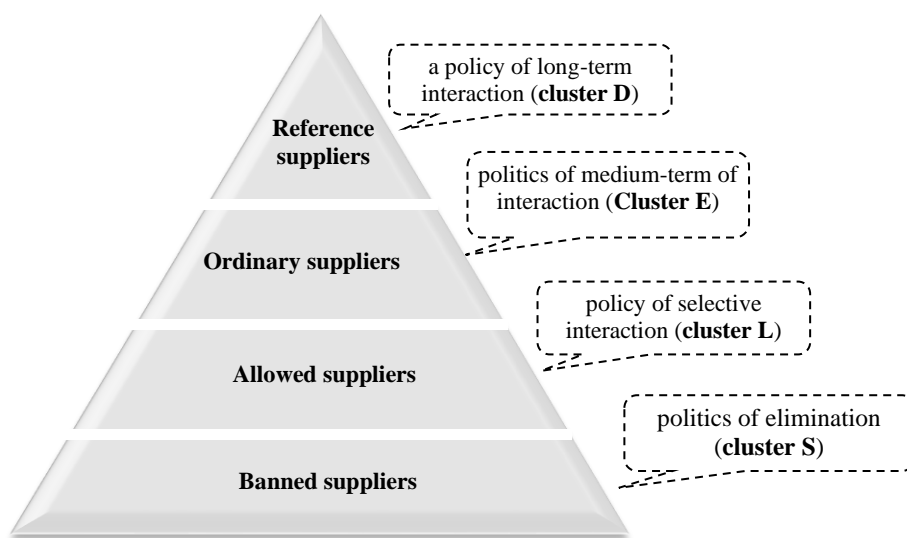 a policy of long-term
interaction (cluster D)
Reference
suppliers
politics of medium-term of
interaction (Cluster E)
Ordinary suppliers
policy of selective
interaction (cluster L)
Allowed suppliers
politics of elimination
(cluster S)
Banned suppliers